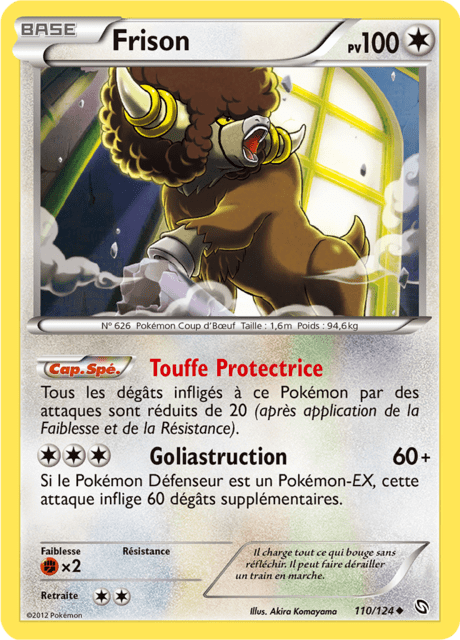 BASE
Frison
PV100
N° 626 Pokémon Coup d'Bœuf Taille : 1,6m Poids : 94,6kg
Cap. Spé. Touffe Protectrice
Tous les dégâts infligés à ce Pokémon par des
attaques sont réduits de 20 (après application de la
Faiblesse et de la Résistance).
Goliastruction 60+
Si le Pokémon Défenseur est un Pokémon-EX, cette
attaque inflige 60 dégâts supplémentaires.
Faiblesse Résistance
×2
Retraite
Il charge tout ce qui bouge sans
réfléchir. Il peut faire dérailler
un train en marche.
©2012 Pokémon
Illus. Akira Komayama
110/124